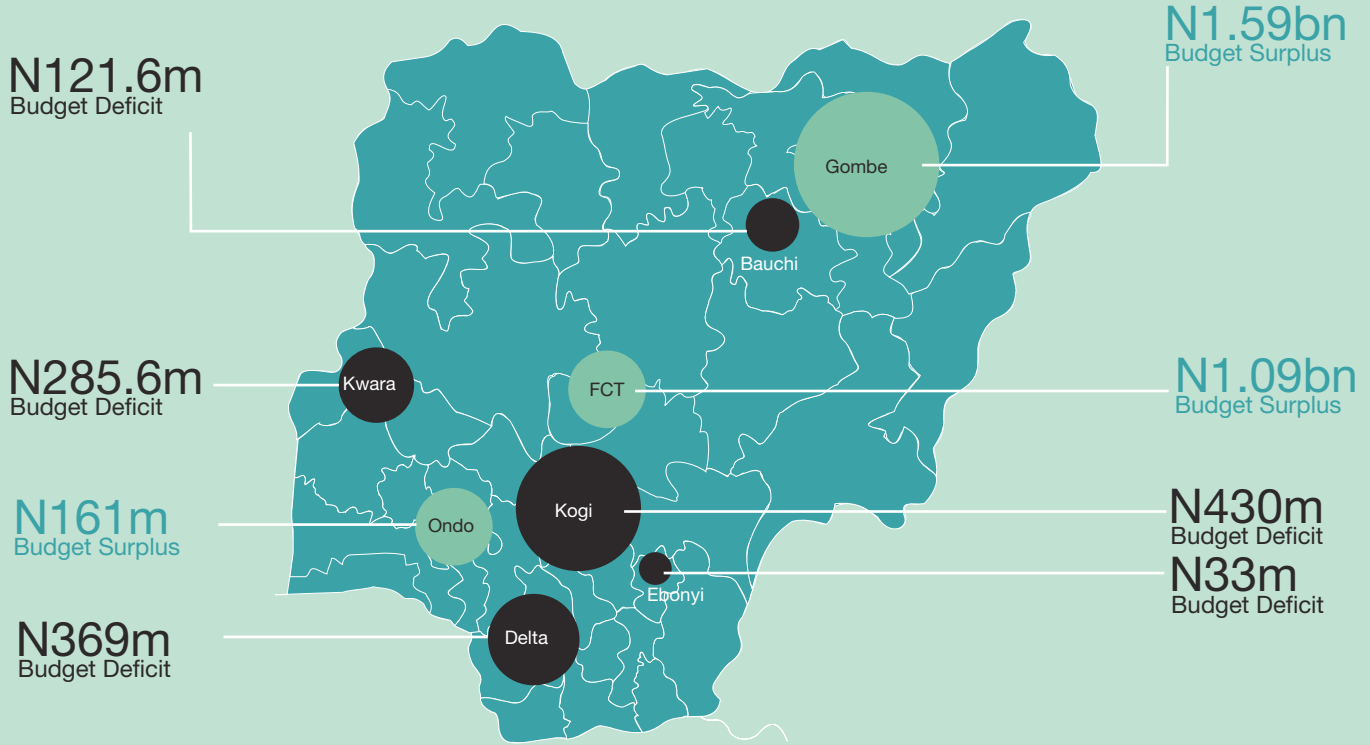 N1.59bn
Budget Surplus
N121.6m
Budget Deficit
Gombe
Bauchi
N285.6m
Budget Deficit
Kwara
FCT
N1.09bn
Budget Surplus
N161m
Budget Surplus
Ondo
Kogi
N430m
Budget Deficit
N33m
Budget Deficit
Ebonyi
N369m
Budget Deficit
Delta